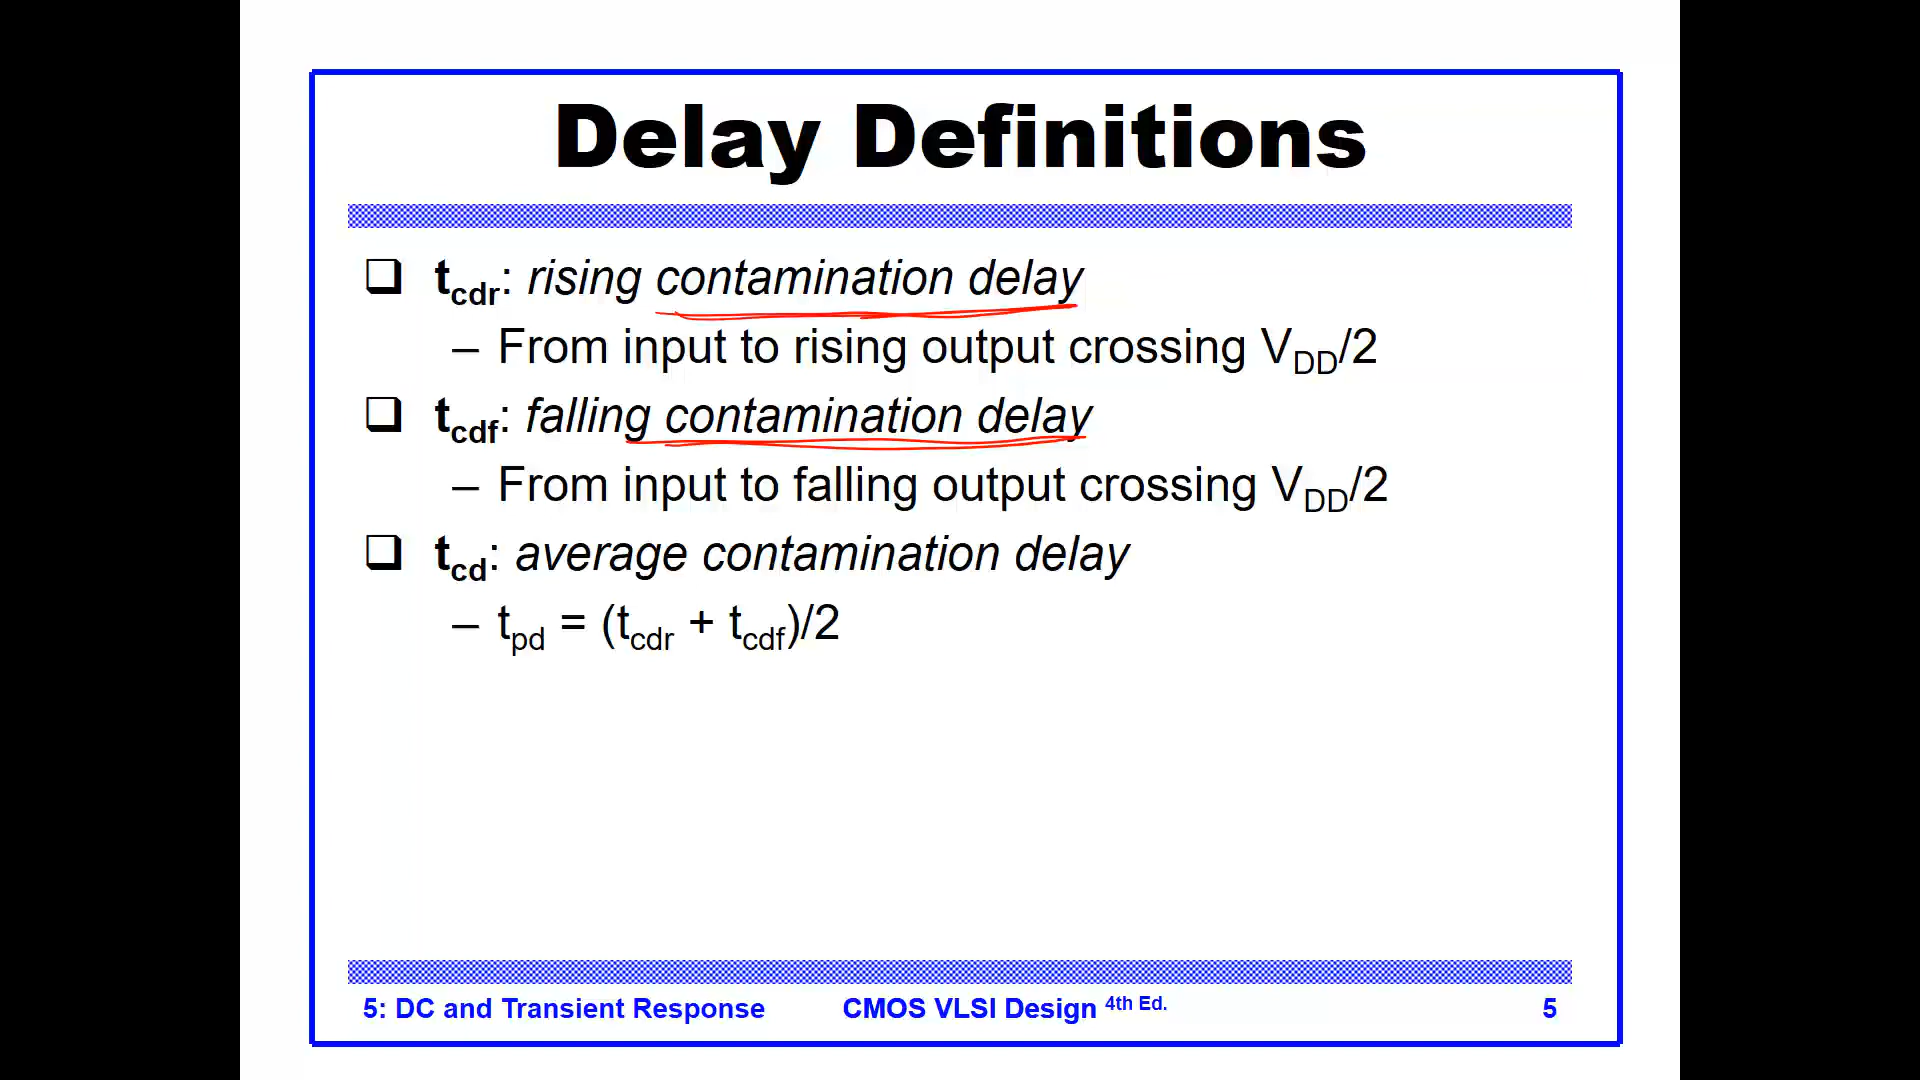 Delay Definitions
❑ tcdr: rising contamination delay
– From input to rising output crossing VDD/2
❑ tcdf: falling contamination delay
– From input to falling output crossing VDD/2
❑ tcd: average contamination delay
– tpd = (tcdr + tcdf)/2
5: DC and Transient Response CMOS VLSI Design 4th Ed. 5